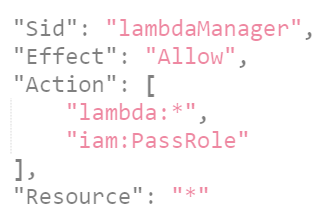 "Sid": "lambdaManager",
"Effect": "Allow",
"Action": [
"lambda:*",
"iam:PassRole"
],
"Resource": "*"